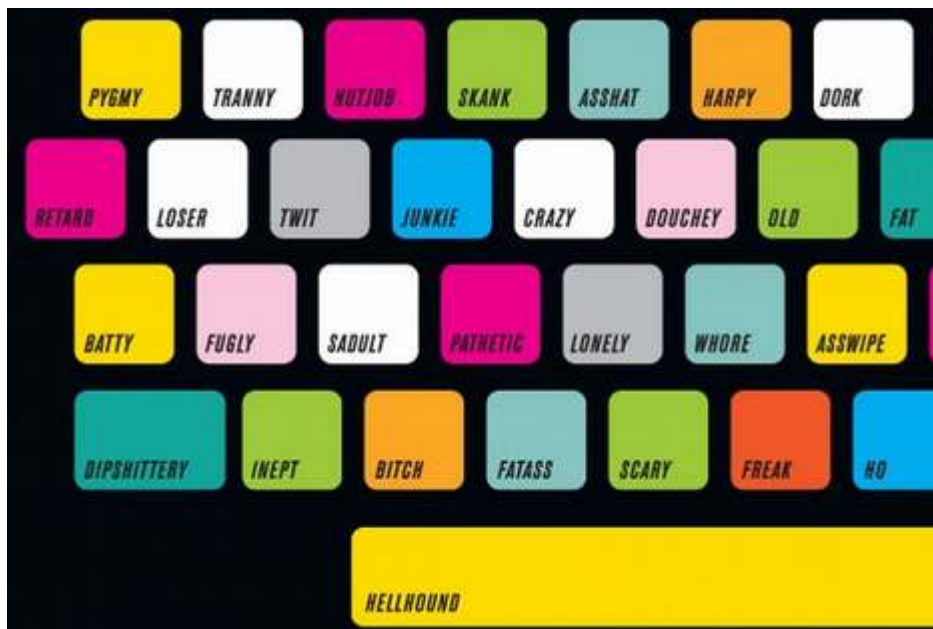 PYGMY TRANNY NUTJOB SKANK ASSHAT HARPY DORK
RETARD LOSER TWIT JUNKIE CRAZY DOUCHEY OLD FAT
BATTY FUGLY SADULT PATHETIC LONELY WHORE ASSWIPE
DIPSHITTERY INEPT BITCH FATASS SCARY FREAK HO
HELLHOUND